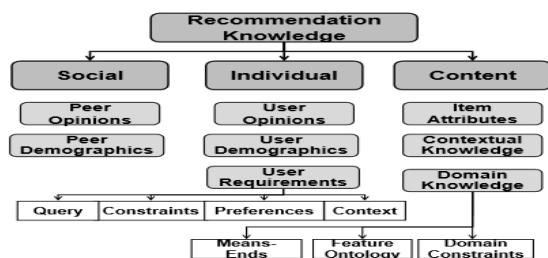 Recommendation
Knowledge
Social Individual Content
Peer
Opinions
User
Opinions
Item
Attributes
Peer
Demographics
User
Demographics
Contextual
Knowledge
User
Requirements
Domain
Knowledge
Query Constraints Preferences Context
Means-
Ends
Feature
Ontology
Domain
Constraints